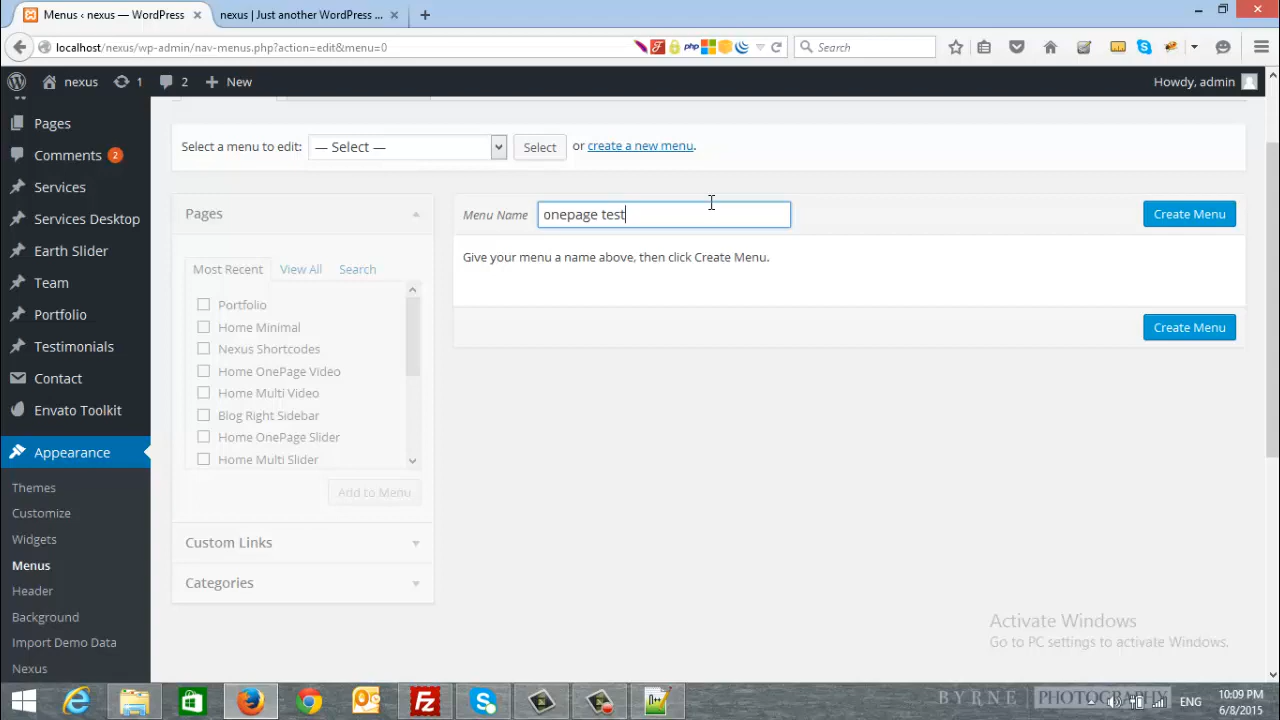 Menus ‹ nexus — WordPress
nexus | Just another WordPress ...
localhost/nexus/wp-admin/nav-menus.php?action=edit&menu=0
php
Search
nexus
1
2
New
Howdy, admin
Pages
Comments 2
Services
Services Desktop
Earth Slider
Team
Portfolio
Testimonials
Contact
Envato Toolkit
Appearance
Themes
Customize
Widgets
Menus
Header
Background
Import Demo Data
Nexus
Select a menu to edit: — Select — Select or create a new menu.
Pages
Most Recent View All Search
Portfolio
Home Minimal
Nexus Shortcodes
Home OnePage Video
Home Multi Video
Blog Right Sidebar
Home OnePage Slider
Home Multi Slider
Add to Menu
Custom Links
Categories
Menu Name onepage test Create Menu
Give your menu a name above, then click Create Menu.
Create Menu
Activate Windows
Go to PC settings to activate Windows.
BYRNE PHOTOGRAPHX
ENG
10:09 PM
6/8/2015